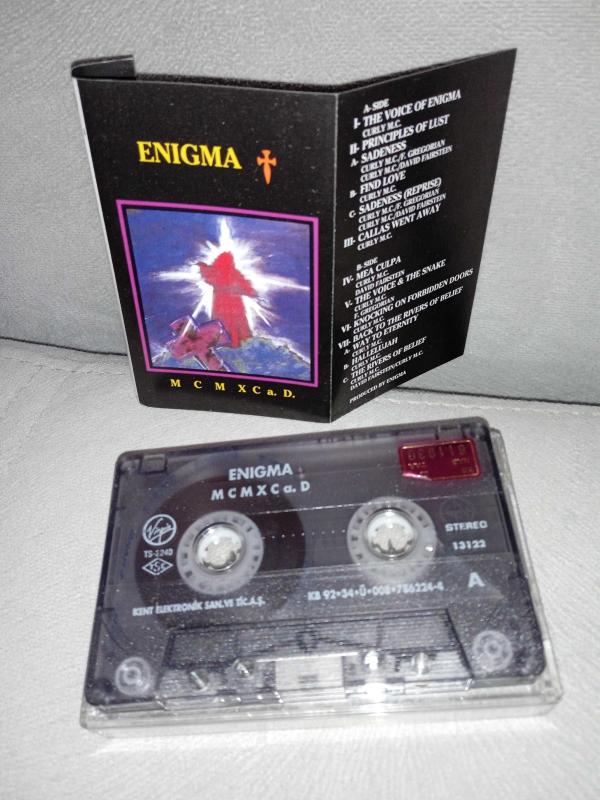 ENIGMA
M C M XC a. D.
A- SIDE
I- THE VOICE OF ENIGMA
CURLY M.C.
II- PRINCIPLES OF LUST
A- SADENESS
CURLY M.C./F. GREGORIAN
CURLY M.C./DAVID FAIRSTEIN
B- FIND LOVE
CURLY M.C.
C- SADENESS (REPRISE)
CURLY M.C./F. GREGORIAN
CURLY M.C./DAVID FAIRSTEIN
III- CALLAS WENT AWAY
CURLY M.C.
B- SIDE
IV- MEA CULPA
CURLY M.C.
DAVID FAIRSTEIN
V- THE VOICE & THE SNAKE
CURLY M.C.
F. GREGORIAN
VI- KNOCKING ON FORBIDDEN DOORS
CURLY M.C.
VII- BACK TO THE RIVERS OF BELIEF
A- WAY TO ETERNITY
CURLY M.C.
B- HALLELUJAH
CURLY M.C.
C- THE RIVERS OF BELIEF
CURLY M.C.
DAVID FAIRSTEIN/CURLY M.C.
PRODUCED BY ENIGMA
ENIGMA
M C M X C a. D
Virgin
TS-3240
TSE
STEREO
13122
A
KENT ELEKTRONİK SAN.VE TİC.A.Ş.
KB 92•34•Ü•008•786224-4